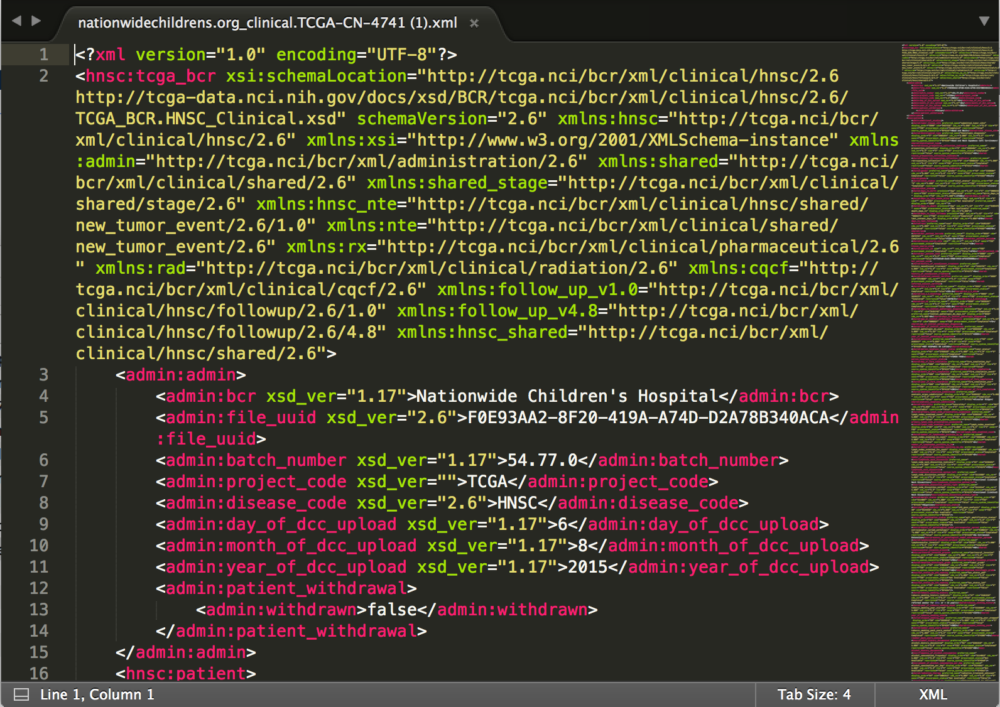 nationwidechildrens.org_clinical.TCGA-CN-4741 (1).xml
1 <?xml version="1.0" encoding="UTF-8"?>
2 <hnsc:tcga_bcr xsi:schemaLocation="http://tcga.nci/bcr/xml/clinical/hnsc/2.6
http://tcga-data.nci.nih.gov/docs/xsd/BCR/tcga.nci/bcr/xml/clinical/hnsc/2.6/
TCGA_BCR.HNSC_Clinical.xsd" schemaVersion="2.6" xmlns:hnsc="http://tcga.nci/bcr/
xml/clinical/hnsc/2.6" xmlns:xsi="http://www.w3.org/2001/XMLSchema-instance" xmlns
:admin="http://tcga.nci/bcr/xml/administration/2.6" xmlns:shared="http://tcga.nci/
bcr/xml/clinical/shared/2.6" xmlns:shared_stage="http://tcga.nci/bcr/xml/clinical/
shared/stage/2.6" xmlns:hnsc_nte="http://tcga.nci/bcr/xml/clinical/hnsc/shared/
new_tumor_event/2.6/1.0" xmlns:nte="http://tcga.nci/bcr/xml/clinical/shared/
new_tumor_event/2.6" xmlns:rx="http://tcga.nci/bcr/xml/clinical/pharmaceutical/2.6
" xmlns:rad="http://tcga.nci/bcr/xml/clinical/radiation/2.6" xmlns:cqcf="http://
tcga.nci/bcr/xml/clinical/cqcf/2.6" xmlns:follow_up_v1.0="http://tcga.nci/bcr/xml/
clinical/hnsc/followup/2.6/1.0" xmlns:follow_up_v4.8="http://tcga.nci/bcr/xml/
clinical/hnsc/followup/2.6/4.8" xmlns:hnsc_shared="http://tcga.nci/bcr/xml/
clinical/hnsc/shared/2.6">
3 <admin:admin>
4 <admin:bcr xsd_ver="1.17">Nationwide Children's Hospital</admin:bcr>
5 <admin:file_uuid xsd_ver="2.6">F0E93AA2-8F20-419A-A74D-D2A78B340ACA</admin
:file_uuid>
6 <admin:batch_number xsd_ver="1.17">54.77.0</admin:batch_number>
7 <admin:project_code xsd_ver="">TCGA</admin:project_code>
8 <admin:disease_code xsd_ver="2.6">HNSC</admin:disease_code>
9 <admin:day_of_dcc_upload xsd_ver="1.17">6</admin:day_of_dcc_upload>
10 <admin:month_of_dcc_upload xsd_ver="1.17">8</admin:month_of_dcc_upload>
11 <admin:year_of_dcc_upload xsd_ver="1.17">2015</admin:year_of_dcc_upload>
12 <admin:patient_withdrawal>
13 <admin:withdrawn>false</admin:withdrawn>
14 </admin:patient_withdrawal>
15 </admin:admin>
16 <hnsc:patient>
Line 1, Column 1
Tab Size: 4
XML